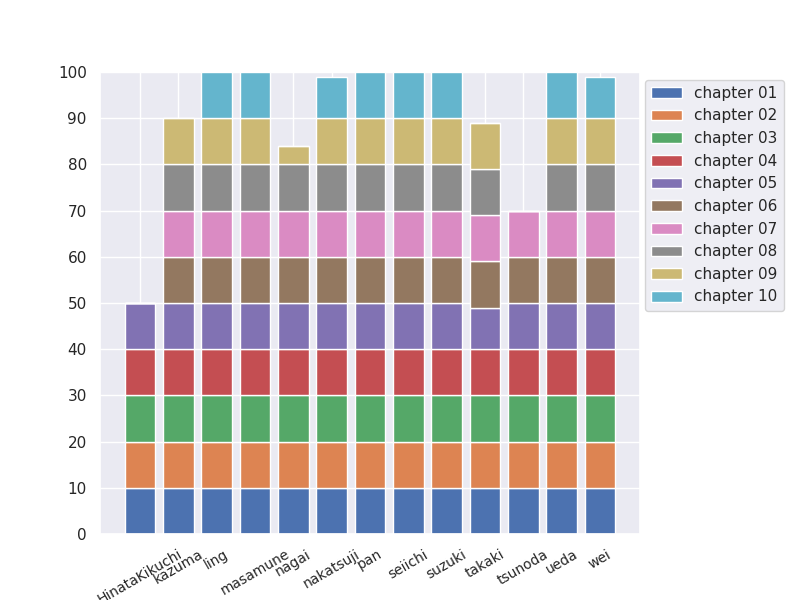 100
90
80
70
60
50
40
30
20
10
0
HinataKikuchi
kazuma
ling
masamune
nagai
nakatsuji
pan
seiichi
suzuki
takaki
tsunoda
ueda
wei
chapter 01
chapter 02
chapter 03
chapter 04
chapter 05
chapter 06
chapter 07
chapter 08
chapter 09
chapter 10